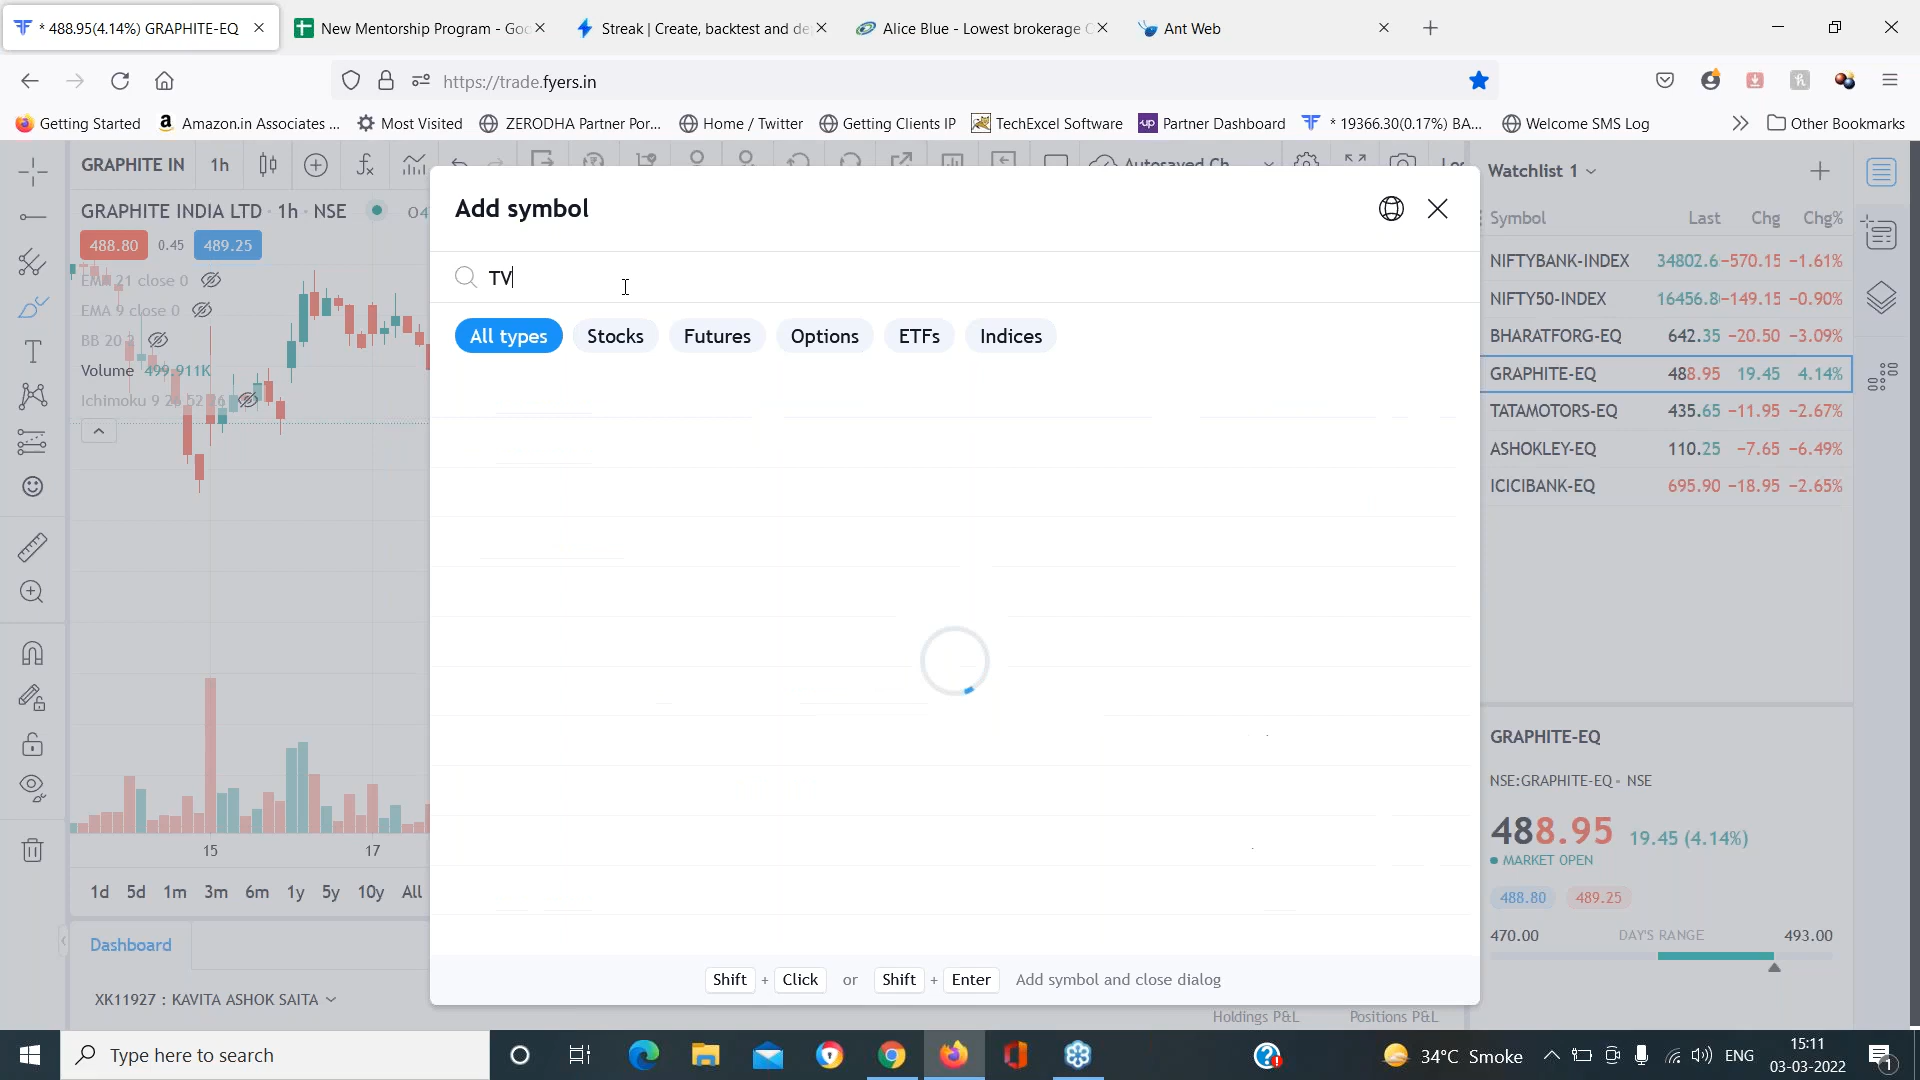 * 488.95(4.14%) GRAPHITE-EQ
New Mentorship Program - Goo
Streak | Create, backtest and de
Alice Blue - Lowest brokerage C
Ant Web
https://trade.fyers.in
Getting Started
Amazon.in Associates ...
Most Visited
ZERODHA Partner Por...
Home / Twitter
Getting Clients IP
TechExcel Software
up Partner Dashboard
* 19366.30(0.17%) BA...
Welcome SMS Log
Other Bookmarks
GRAPHITE IN 1h
Autosaved Ch
GRAPHITE INDIA LTD · 1h · NSE
488.80 0.45 489.25
EMA 21 close 0
EMA 9 close 0
BB 20 2
Volume 499.911K
Ichimoku 9 26 52 26
15 17
1d 5d 1m 3m 6m 1y 5y 10y All
Dashboard
XK11927 : KAVITA ASHOK SAITA
Add symbol
TV
All types Stocks Futures Options ETFs Indices
Shift + Click or Shift + Enter Add symbol and close dialog
Holdings P&L Positions P&L
Watchlist 1
Symbol Last Chg Chg%
NIFTYBANK-INDEX 34802.6 -570.15 -1.61%
NIFTY50-INDEX 16456.8 -149.15 -0.90%
BHARATFORG-EQ 642.35 -20.50 -3.09%
GRAPHITE-EQ 488.95 19.45 4.14%
TATAMOTORS-EQ 435.65 -11.95 -2.67%
ASHOKLEY-EQ 110.25 -7.65 -6.49%
ICICIBANK-EQ 695.90 -18.95 -2.65%
GRAPHITE-EQ
NSE:GRAPHITE-EQ • NSE
488.95 19.45 (4.14%)
MARKET OPEN
488.80 489.25
470.00 DAY'S RANGE 493.00
Type here to search
34°C Smoke
ENG
15:11
03-03-2022
1